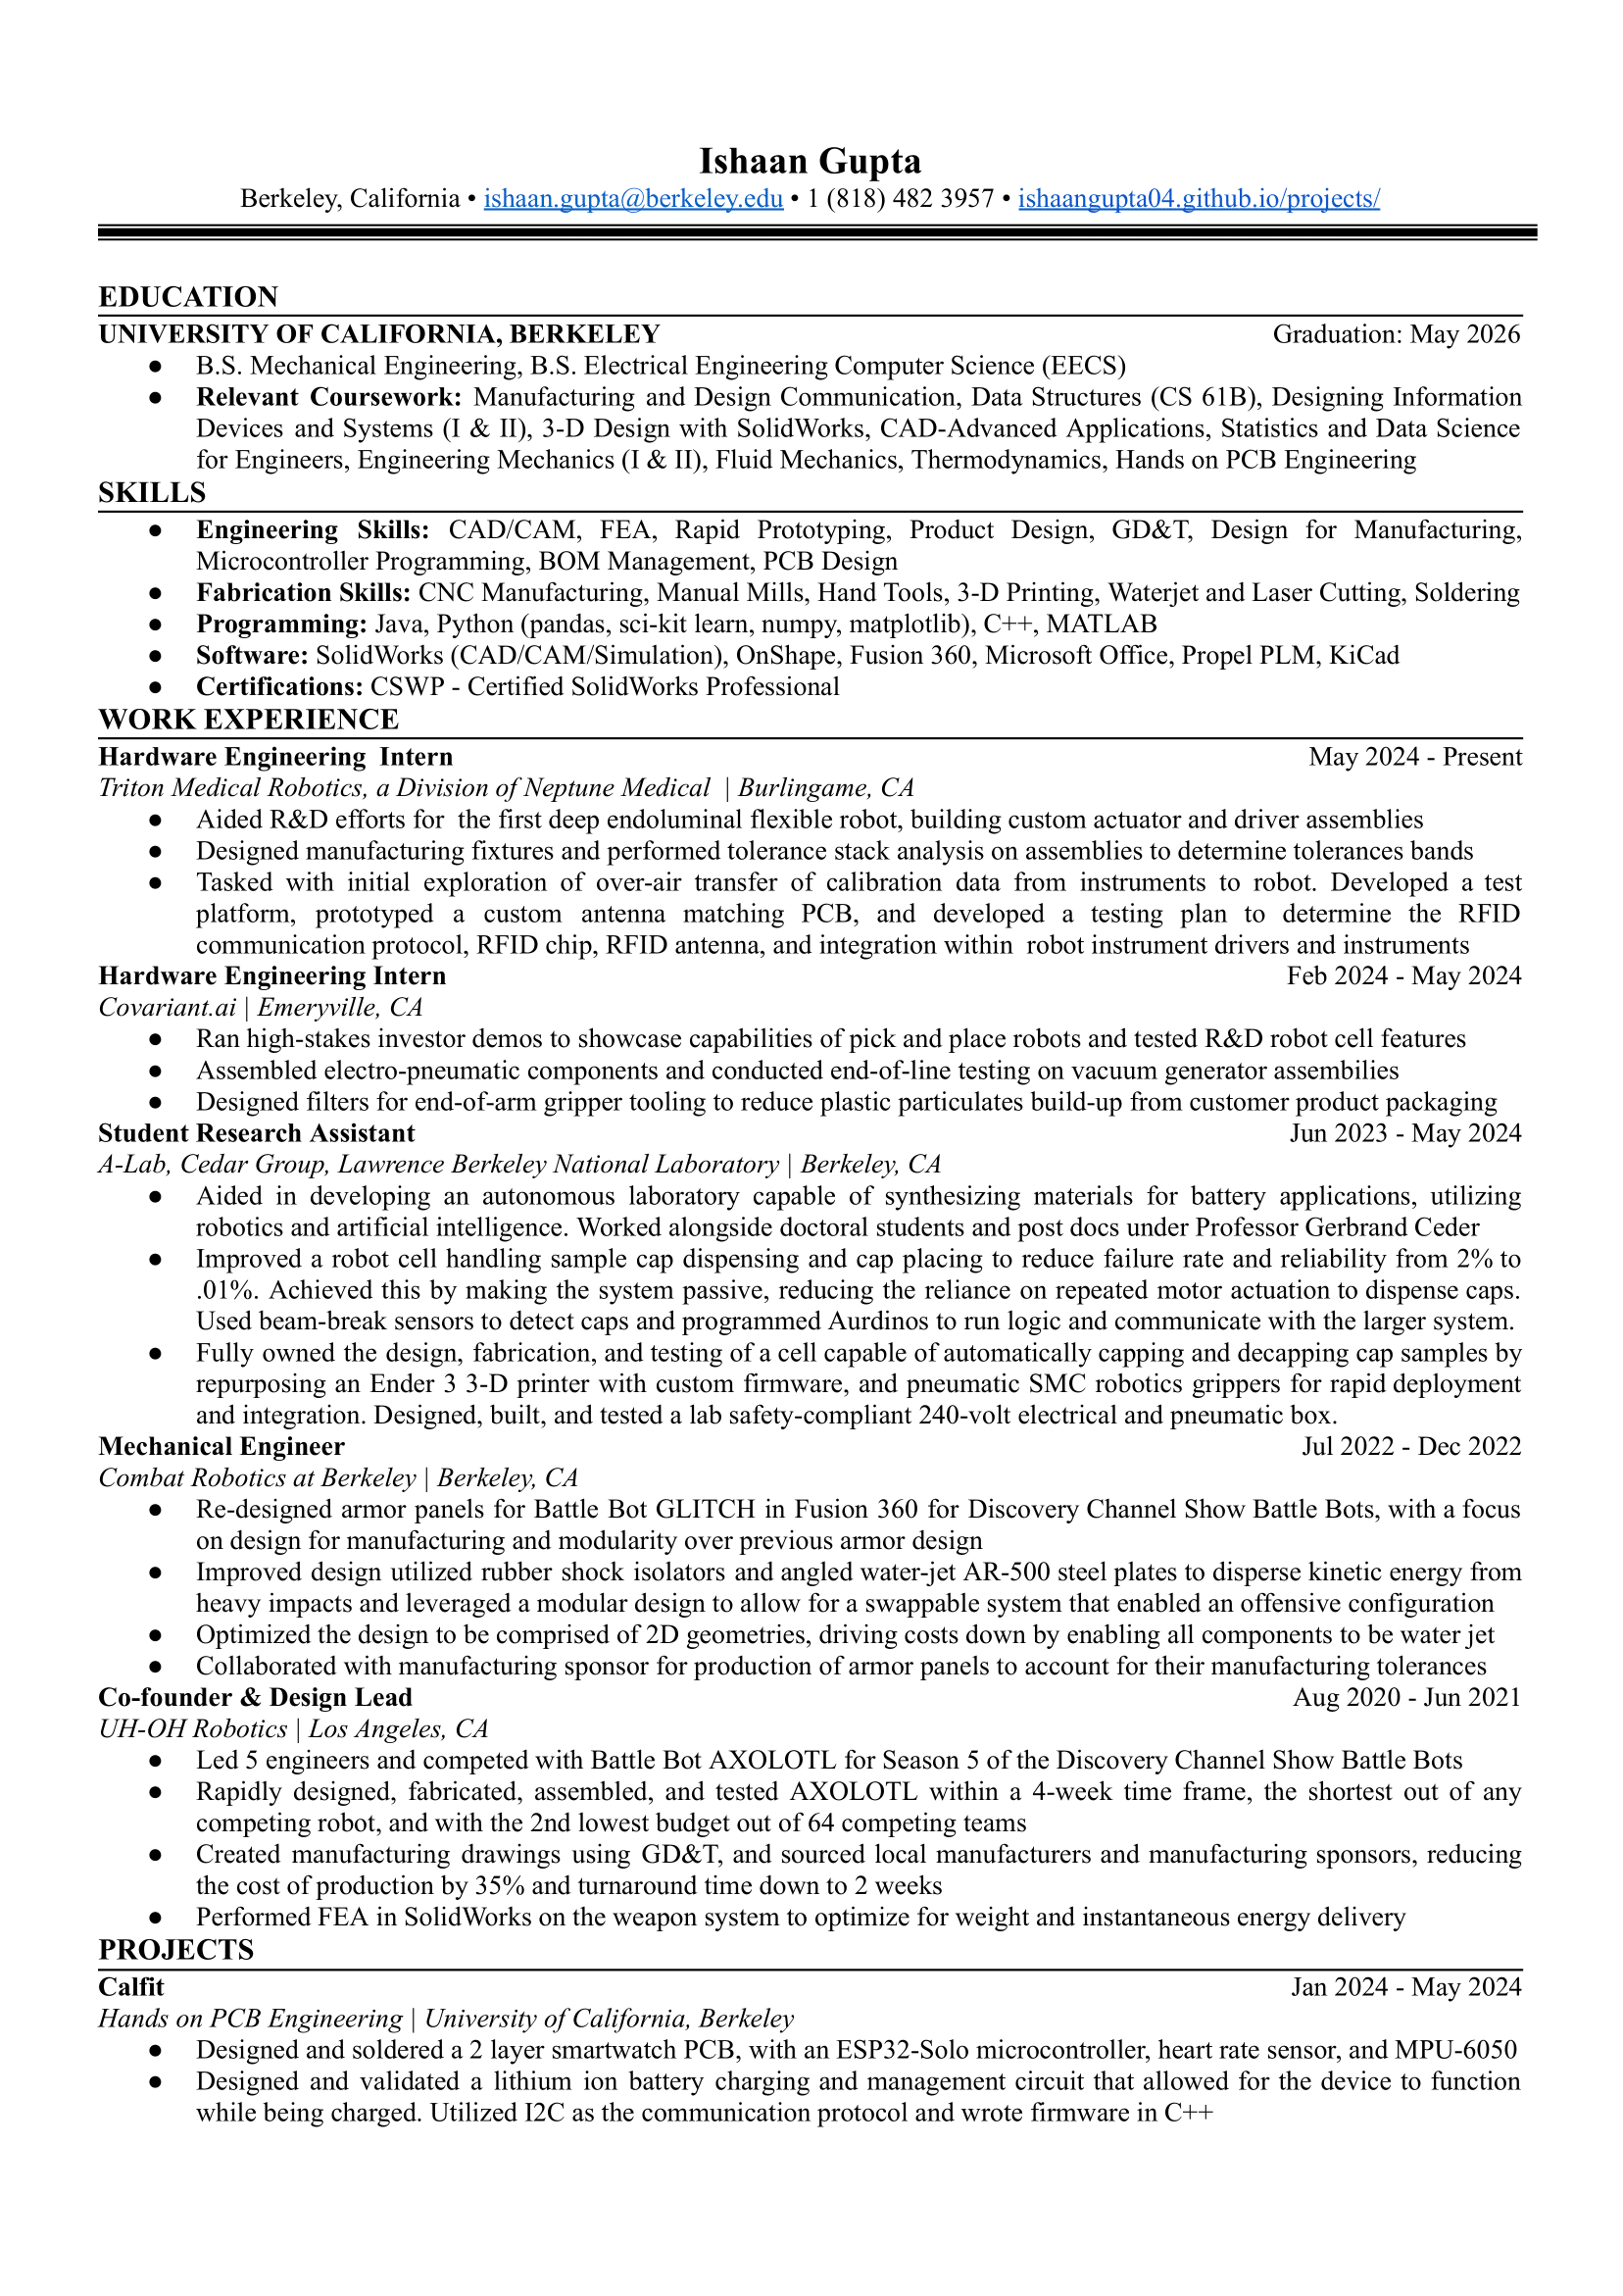 Ishaan Gupta
Berkeley, California • ishaan.gupta@berkeley.edu • 1 (818) 482 3957 • ishaangupta04.github.io/projects/
EDUCATION
UNIVERSITY OF CALIFORNIA, BERKELEY Graduation: May 2026
● B.S. Mechanical Engineering, B.S. Electrical Engineering Computer Science (EECS)
● Relevant Coursework: Manufacturing and Design Communication, Data Structures (CS 61B), Designing Information
Devices and Systems (I & II), 3-D Design with SolidWorks, CAD-Advanced Applications, Statistics and Data Science
for Engineers, Engineering Mechanics (I & II), Fluid Mechanics, Thermodynamics, Hands on PCB Engineering
SKILLS
● Engineering Skills: CAD/CAM, FEA, Rapid Prototyping, Product Design, GD&T, Design for Manufacturing,
Microcontroller Programming, BOM Management, PCB Design
● Fabrication Skills: CNC Manufacturing, Manual Mills, Hand Tools, 3-D Printing, Waterjet and Laser Cutting, Soldering
● Programming: Java, Python (pandas, sci-kit learn, numpy, matplotlib), C++, MATLAB
● Software: SolidWorks (CAD/CAM/Simulation), OnShape, Fusion 360, Microsoft Office, Propel PLM, KiCad
● Certifications: CSWP - Certified SolidWorks Professional
WORK EXPERIENCE
Hardware Engineering Intern May 2024 - Present
Triton Medical Robotics, a Division of Neptune Medical | Burlingame, CA
● Aided R&D efforts for the first deep endoluminal flexible robot, building custom actuator and driver assemblies
● Designed manufacturing fixtures and performed tolerance stack analysis on assemblies to determine tolerances bands
● Tasked with initial exploration of over-air transfer of calibration data from instruments to robot. Developed a test
platform, prototyped a custom antenna matching PCB, and developed a testing plan to determine the RFID
communication protocol, RFID chip, RFID antenna, and integration within robot instrument drivers and instruments
Hardware Engineering Intern Feb 2024 - May 2024
Covariant.ai | Emeryville, CA
● Ran high-stakes investor demos to showcase capabilities of pick and place robots and tested R&D robot cell features
● Assembled electro-pneumatic components and conducted end-of-line testing on vacuum generator assembilies
● Designed filters for end-of-arm gripper tooling to reduce plastic particulates build-up from customer product packaging
Student Research Assistant Jun 2023 - May 2024
A-Lab, Cedar Group, Lawrence Berkeley National Laboratory | Berkeley, CA
● Aided in developing an autonomous laboratory capable of synthesizing materials for battery applications, utilizing
robotics and artificial intelligence. Worked alongside doctoral students and post docs under Professor Gerbrand Ceder
● Improved a robot cell handling sample cap dispensing and cap placing to reduce failure rate and reliability from 2% to
.01%. Achieved this by making the system passive, reducing the reliance on repeated motor actuation to dispense caps.
Used beam-break sensors to detect caps and programmed Aurdinos to run logic and communicate with the larger system.
● Fully owned the design, fabrication, and testing of a cell capable of automatically capping and decapping cap samples by
repurposing an Ender 3 3-D printer with custom firmware, and pneumatic SMC robotics grippers for rapid deployment
and integration. Designed, built, and tested a lab safety-compliant 240-volt electrical and pneumatic box.
Mechanical Engineer Jul 2022 - Dec 2022
Combat Robotics at Berkeley | Berkeley, CA
● Re-designed armor panels for Battle Bot GLITCH in Fusion 360 for Discovery Channel Show Battle Bots, with a focus
on design for manufacturing and modularity over previous armor design
● Improved design utilized rubber shock isolators and angled water-jet AR-500 steel plates to disperse kinetic energy from
heavy impacts and leveraged a modular design to allow for a swappable system that enabled an offensive configuration
● Optimized the design to be comprised of 2D geometries, driving costs down by enabling all components to be water jet
● Collaborated with manufacturing sponsor for production of armor panels to account for their manufacturing tolerances
Co-founder & Design Lead Aug 2020 - Jun 2021
UH-OH Robotics | Los Angeles, CA
● Led 5 engineers and competed with Battle Bot AXOLOTL for Season 5 of the Discovery Channel Show Battle Bots
● Rapidly designed, fabricated, assembled, and tested AXOLOTL within a 4-week time frame, the shortest out of any
competing robot, and with the 2nd lowest budget out of 64 competing teams
● Created manufacturing drawings using GD&T, and sourced local manufacturers and manufacturing sponsors, reducing
the cost of production by 35% and turnaround time down to 2 weeks
● Performed FEA in SolidWorks on the weapon system to optimize for weight and instantaneous energy delivery
PROJECTS
Calfit Jan 2024 - May 2024
Hands on PCB Engineering | University of California, Berkeley
● Designed and soldered a 2 layer smartwatch PCB, with an ESP32-Solo microcontroller, heart rate sensor, and MPU-6050
● Designed and validated a lithium ion battery charging and management circuit that allowed for the device to function
while being charged. Utilized I2C as the communication protocol and wrote firmware in C++